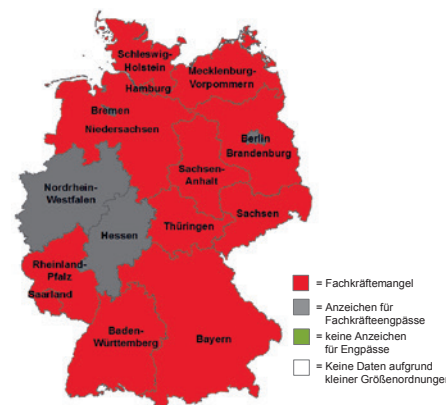 Schleswig-
Holstein
Mecklenburg-
Vorpommern
Hamburg
Bremen
Niedersachsen
Berlin
Brandenburg
Sachsen-
Anhalt
Nordrhein-
Westfalen
Hessen
Thüringen
Sachsen
Rheinland-
Pfalz
Saarland
Baden-
Württemberg
Bayern
= Fachkräftemangel
= Anzeichen für
Fachkräfteengpässe
= keine Anzeichen
für Engpässe
= Keine Daten aufgrund
kleiner Größenordnungen